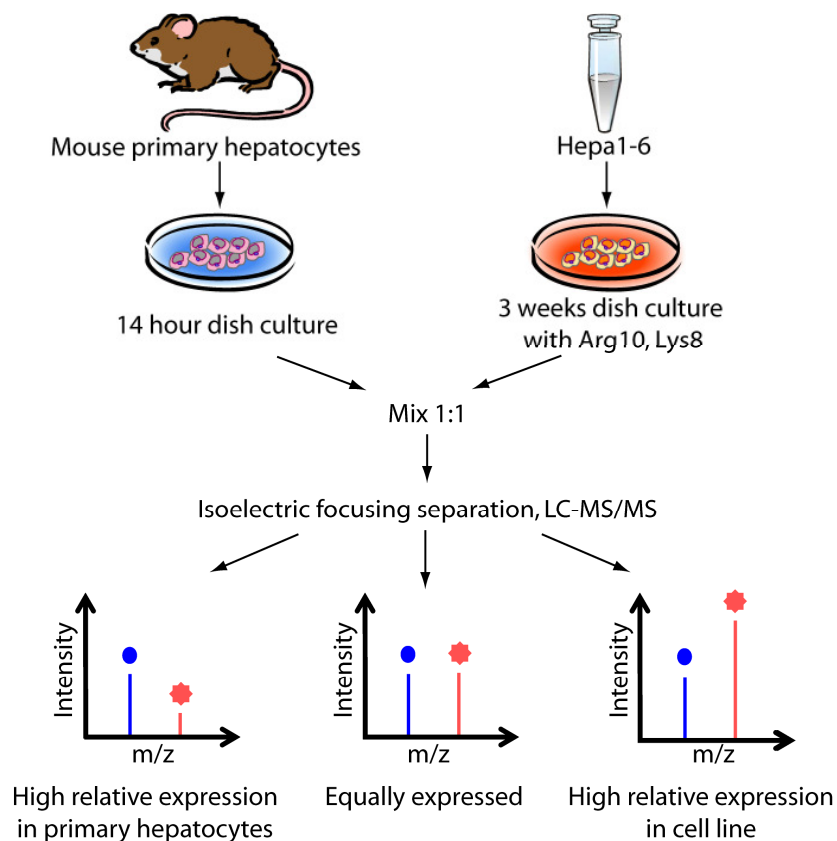 Mouse primary hepatocytes
Hepa1-6
14 hour dish culture
3 weeks dish culture
with Arg10, Lys8
Mix 1:1
Isoelectric focusing separation, LC-MS/MS
Intensity
m/z
High relative expression
in primary hepatocytes
Intensity
m/z
Equally expressed
Intensity
m/z
High relative expression
in cell line